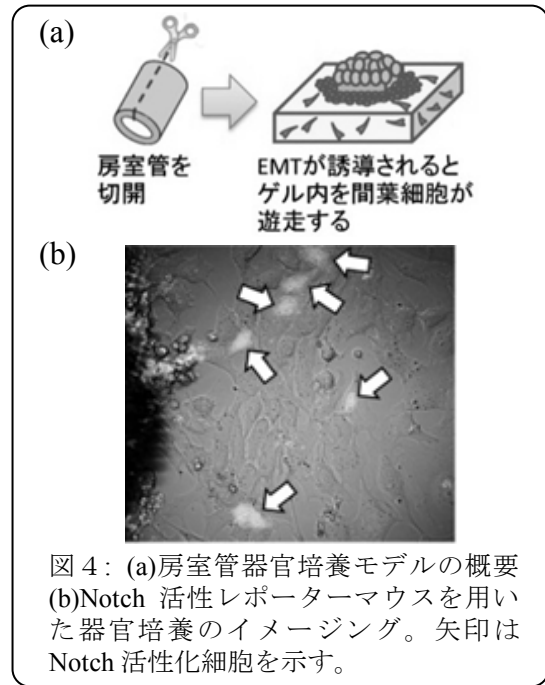 (a)
房室管を
切開
EMTが誘導されると
ゲル内を間葉細胞が
遊走する
(b)
図４: (a)房室管器官培養モデルの概要
(b)Notch 活性レポーターマウスを用い
た器官培養のイメージング。矢印は
Notch 活性化細胞を示す。